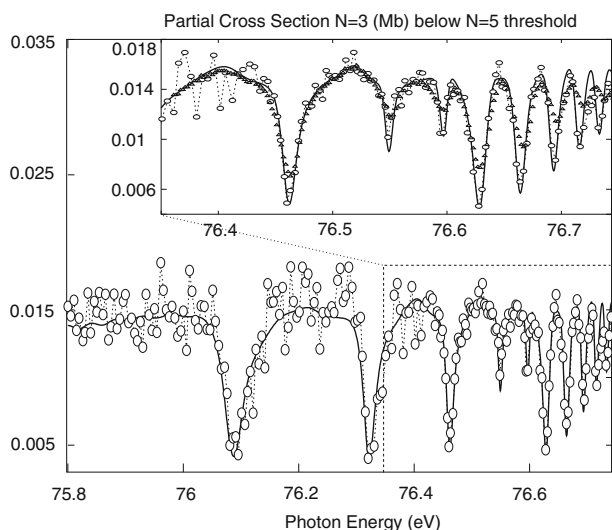 Partial Cross Section N=3 (Mb) below N=5 threshold
0.035
0.018
0.014
0.01
0.006
76.4 76.5 76.6 76.7
0.025
0.015
0.005
75.8 76 76.2 76.4 76.6
Photon Energy (eV)